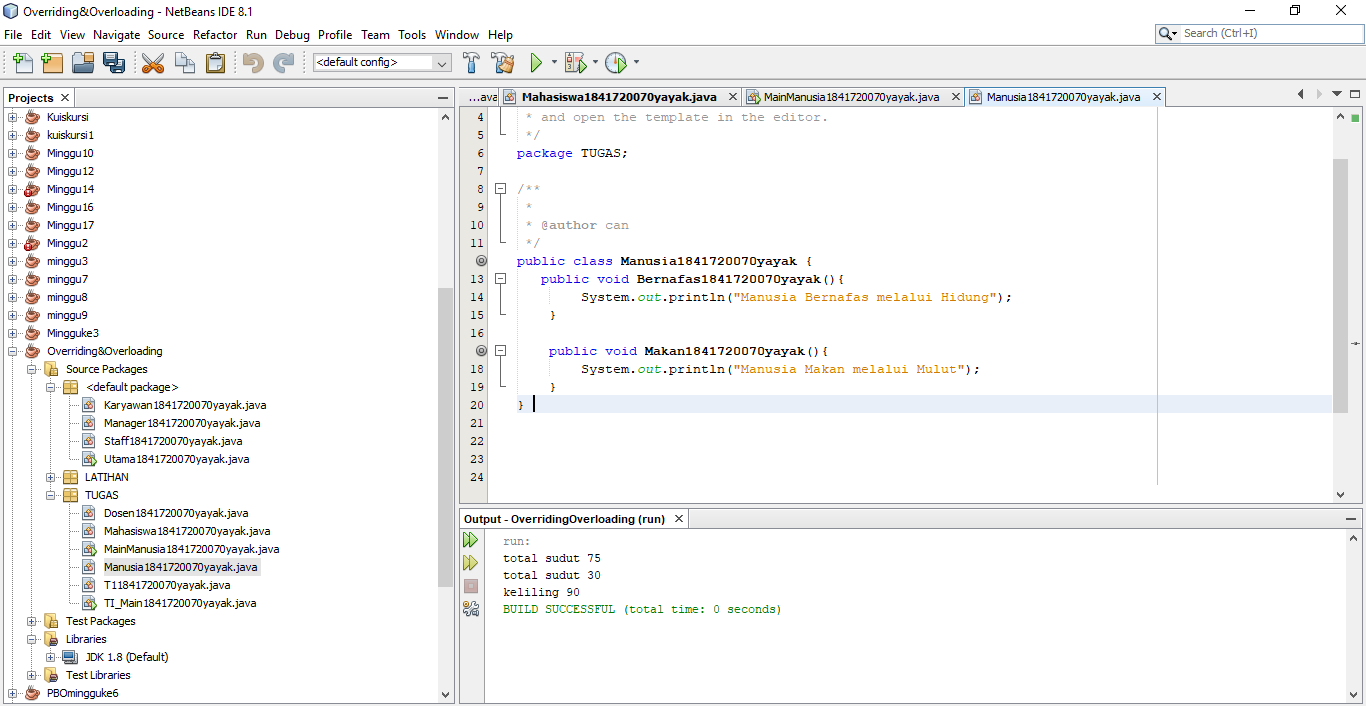 Overriding&Overloading - NetBeans IDE 8.1
File Edit View Navigate Source Refactor Run Debug Profile Team Tools Window Help
Search (Ctrl+I)
<default config>
Projects
Kuiskursi
kuiskursi1
Minggu10
Minggu12
Minggu14
Minggu16
Minggu17
Minggu2
minggu3
minggu7
minggu8
minggu9
Mingguke3
Overriding&Overloading
Source Packages
<default package>
Karyawan1841720070yayak.java
Manager1841720070yayak.java
Staff1841720070yayak.java
Utama1841720070yayak.java
LATIHAN
TUGAS
Dosen1841720070yayak.java
Mahasiswa1841720070yayak.java
MainManusia1841720070yayak.java
Manusia1841720070yayak.java
T11841720070yayak.java
TI_Main1841720070yayak.java
Test Packages
Libraries
JDK 1.8 (Default)
Test Libraries
PBOmingguke6
...ava Mahasiswa1841720070yayak.java MainManusia1841720070yayak.java Manusia1841720070yayak.java
4 * and open the template in the editor.
5 */
6 package TUGAS;
7
8 /**
9 *
10 * @author can
11 */
public class Manusia1841720070yayak {
13 public void Bernafas1841720070yayak(){
14 System.out.println("Manusia Bernafas melalui Hidung");
15 }
16
public void Makan1841720070yayak(){
18 System.out.println("Manusia Makan melalui Mulut");
19 }
20 }
21
22
23
24
Output - OverridingOverloading (run)
run:
total sudut 75
total sudut 30
keliling 90
BUILD SUCCESSFUL (total time: 0 seconds)